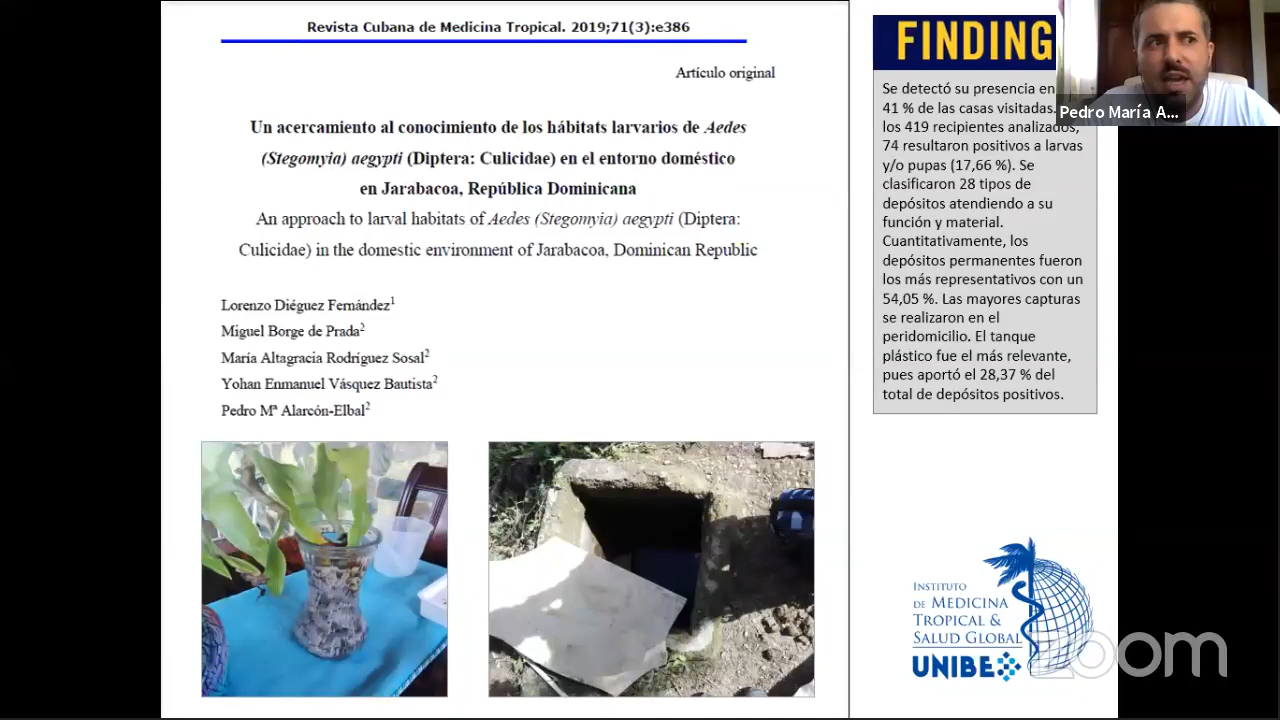 Revista Cubana de Medicina Tropical. 2019;71(3):e386
Artículo original
Un acercamiento al conocimiento de los hábitats larvarios de Aedes
(Stegomyia) aegypti (Diptera: Culicidae) en el entorno doméstico
en Jarabacoa, República Dominicana
An approach to larval habitats of Aedes (Stegomyia) aegypti (Diptera:
Culicidae) in the domestic environment of Jarabacoa, Dominican Republic
Lorenzo Diéguez Fernández1
Miguel Borge de Prada2
María Altagracia Rodríguez Sosal2
Yohan Enmanuel Vásquez Bautista2
Pedro Mª Alarcón-Elbal2
FINDING
Se detectó su presencia en
41 % de las casas visitadas.
los 419 recipientes analizados,
74 resultaron positivos a larvas
y/o pupas (17,66 %). Se
clasificaron 28 tipos de
depósitos atendiendo a su
función y material.
Cuantitativamente, los
depósitos permanentes fueron
los más representativos con un
54,05 %. Las mayores capturas
se realizaron en el
peridomicilio. El tanque
plástico fue el más relevante,
pues aportó el 28,37 % del
total de depósitos positivos.
Pedro María A...
INSTITUTO
DE MEDICINA
TROPICAL &
SALUD GLOBAL
UNIBE
zoom